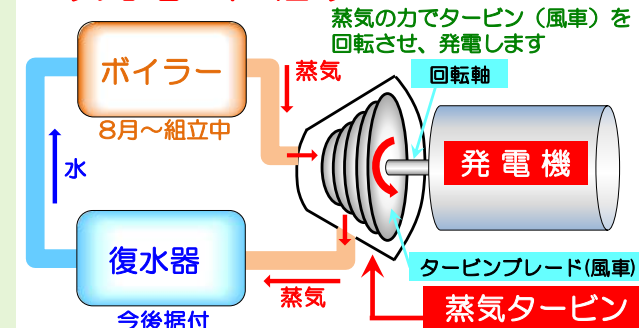 蒸気の力でタービン（風車）を
回転させ、発電します
ボイラー
蒸気
回転軸
8月～組立中
水
発電機
復水器
タービンブレード(風車)
蒸気
蒸気タービン
今後据付